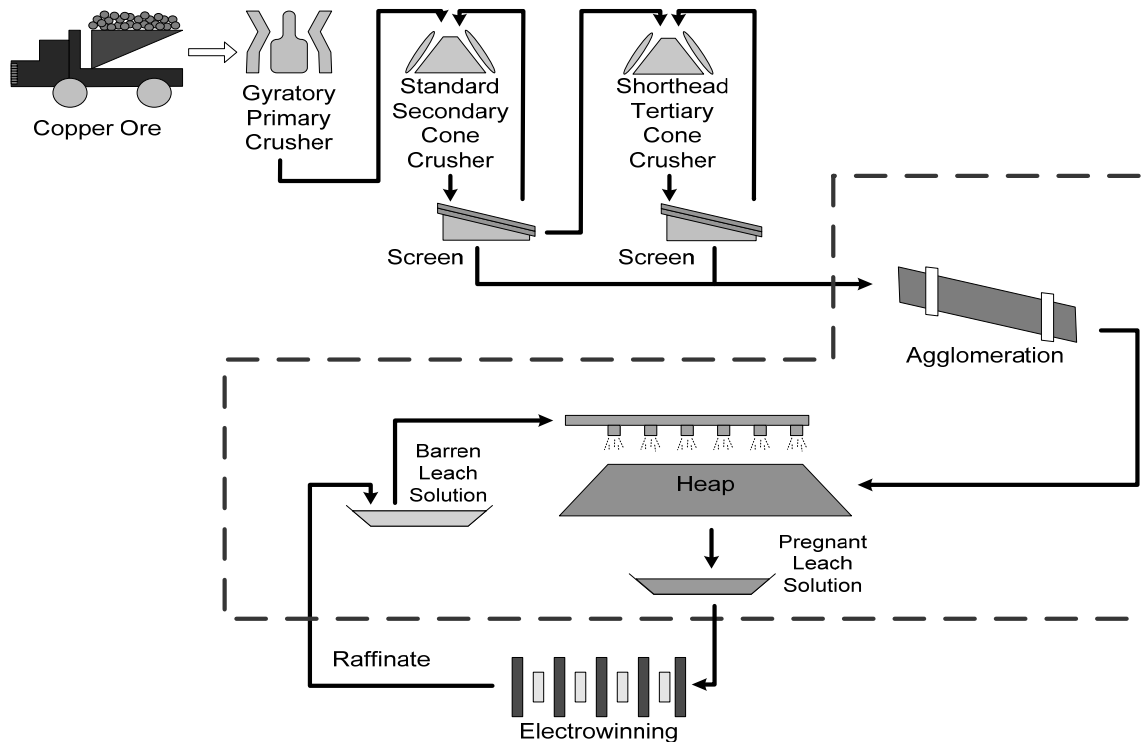 Copper Ore
Gyratory
Primary
Crusher
Standard
Secondary
Cone
Crusher
Shorthead
Tertiary
Cone
Crusher
Screen
Screen
Agglomeration
Barren
Leach
Solution
Heap
Pregnant
Leach
Solution
Raffinate
Electrowinning